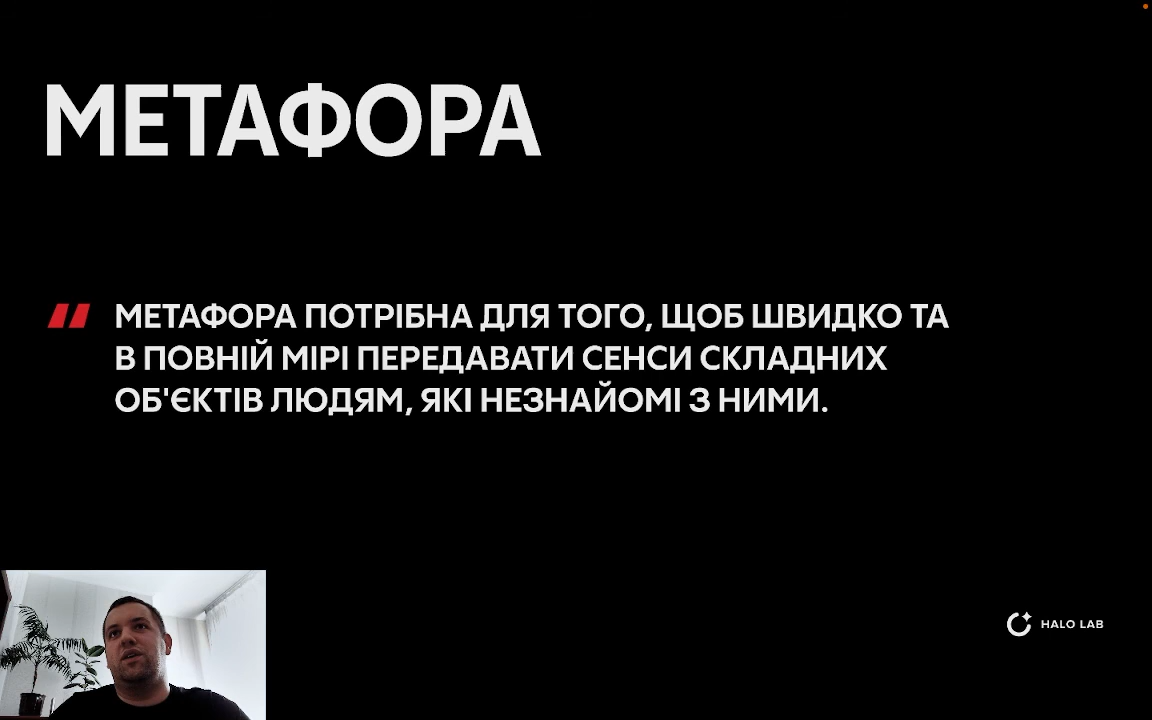 МЕТАФОРА
МЕТАФОРА ПОТРІБНА ДЛЯ ТОГО, ЩОБ ШВИДКО ТА
В ПОВНІЙ МІРІ ПЕРЕДАВАТИ СЕНСИ СКЛАДНИХ
ОБ'ЄКТІВ ЛЮДЯМ, ЯКІ НЕЗНАЙОМІ З НИМИ.
HALO LAB